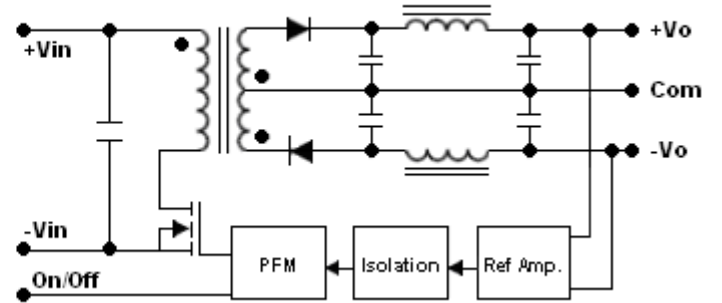 +Vin
+Vo
Com
-Vo
-Vin
On/Off
PFM
Isolation
Ref Amp.